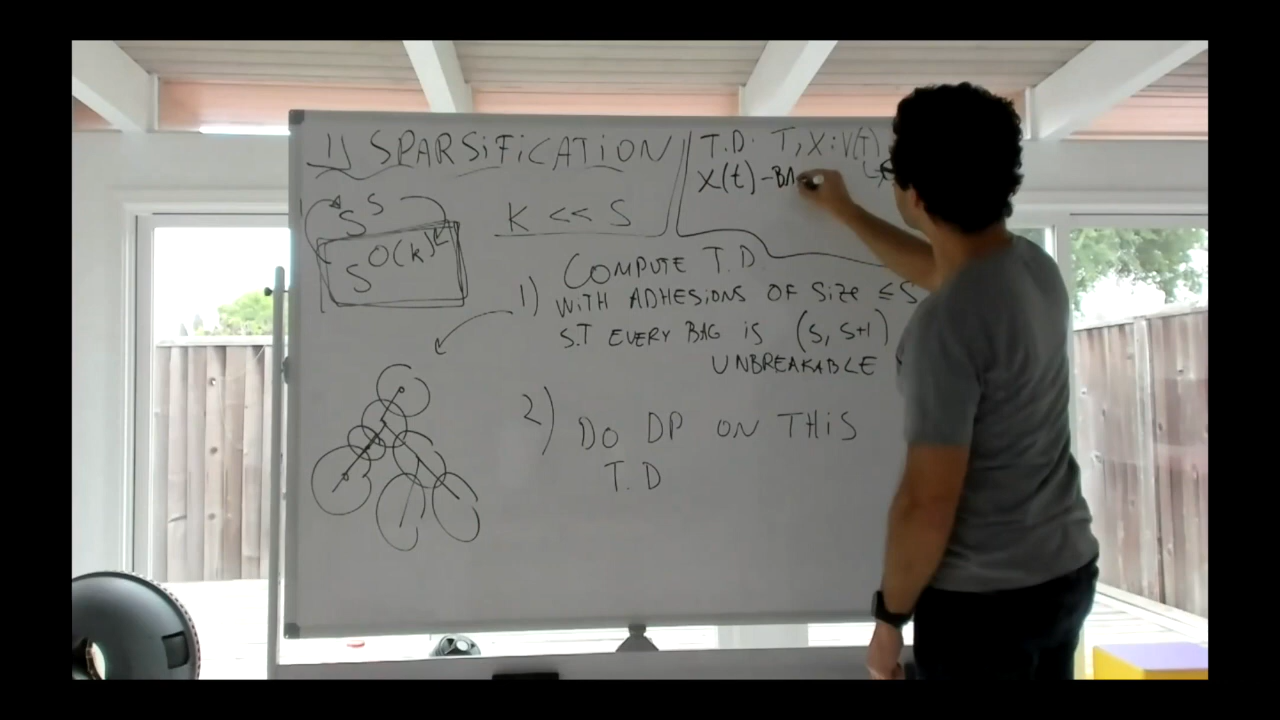 1) SPARSiFiCATiON
S^S
S^O(k)
K << S
T.D: T, X: V(T)
X(t) - BA
1) COMPUTE T.D
WiTH ADHESiONS OF SiZE ≤ S
S.T EVERY BAG iS (S, S+1)
UNBREAKABLE
2) DO DP ON THiS
T.D